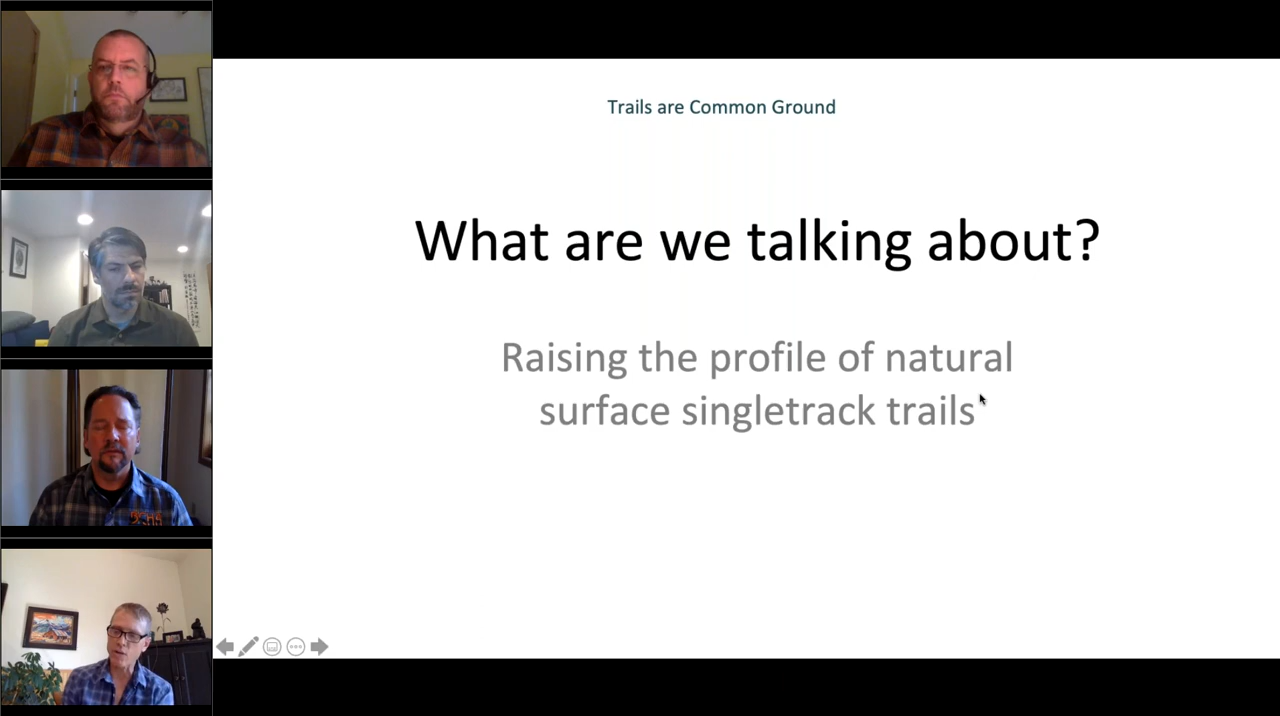 Trails are Common Ground
What are we talking about?
Raising the profile of natural
surface singletrack trails